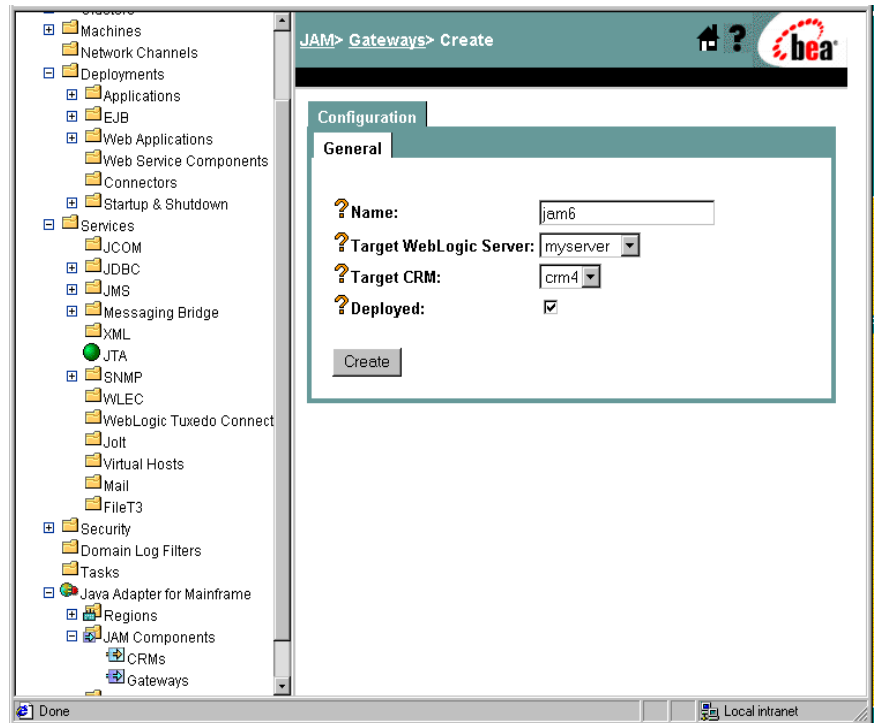 Machines
Network Channels
Deployments
Applications
EJB
Web Applications
Web Service Components
Connectors
Startup & Shutdown
Services
JCOM
JDBC
JMS
Messaging Bridge
XML
JTA
SNMP
WLEC
WebLogic Tuxedo Connect
Jolt
Virtual Hosts
Mail
FileT3
Security
Domain Log Filters
Tasks
Java Adapter for Mainframe
Regions
JAM Components
CRMs
Gateways
JAM> Gateways> Create
?
bea
Configuration
General
? Name: jam6
? Target WebLogic Server: myserver
? Target CRM: crm4
? Deployed:
Create
Done
Local intranet